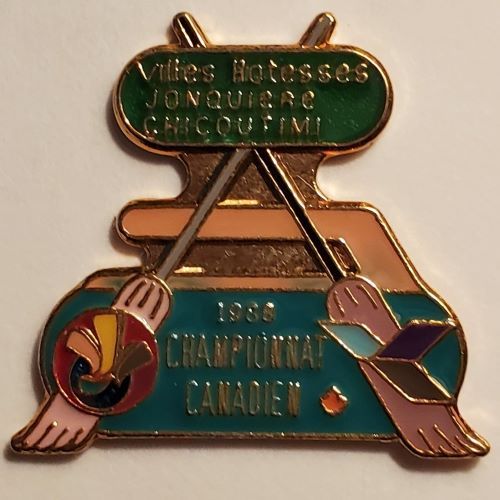 Villes Hotesses
JONQUIERE
CHICOUTIMI
1988
CHAMPIONNAT
CANADIEN